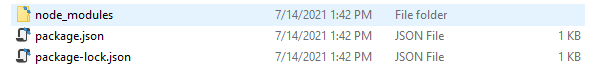 node_modules 7/14/2021 1:42 PM File folder
package.json 7/14/2021 1:42 PM JSON File 1 KB
package-lock.json 7/14/2021 1:42 PM JSON File 1 KB